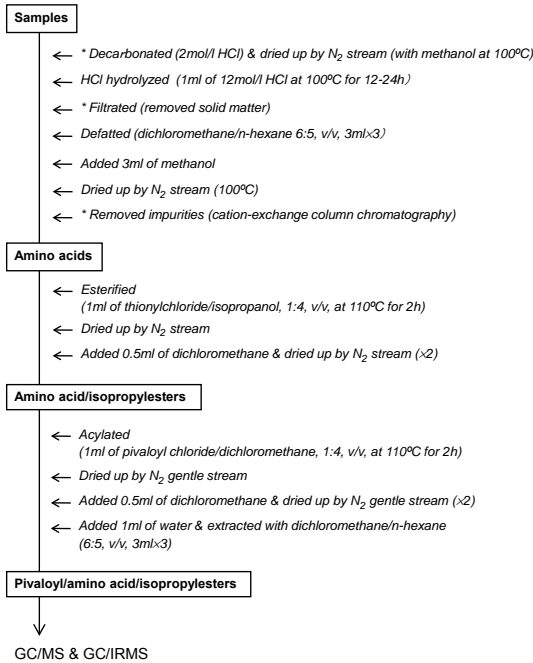 Samples
* Decarbonated (2mol/l HCl) & dried up by N2 stream (with methanol at 100ºC)
HCl hydrolyzed (1ml of 12mol/l HCl at 100ºC for 12-24h）
* Filtrated (removed solid matter)
Defatted (dichloromethane/n-hexane 6:5, v/v, 3ml×3）
Added 3ml of methanol
Dried up by N2 stream (100ºC)
* Removed impurities (cation-exchange column chromatography)
Amino acids
Esterified
(1ml of thionylchloride/isopropanol, 1:4, v/v, at 110ºC for 2h)
Dried up by N2 stream
Added 0.5ml of dichloromethane & dried up by N2 stream (×2)
Amino acid/isopropylesters
Acylated
(1ml of pivaloyl chloride/dichloromethane, 1:4, v/v, at 110ºC for 2h)
Dried up by N2 gentle stream
Added 0.5ml of dichloromethane & dried up by N2 gentle stream (×2)
Added 1ml of water & extracted with dichloromethane/n-hexane
(6:5, v/v, 3ml×3)
Pivaloyl/amino acid/isopropylesters
GC/MS & GC/IRMS